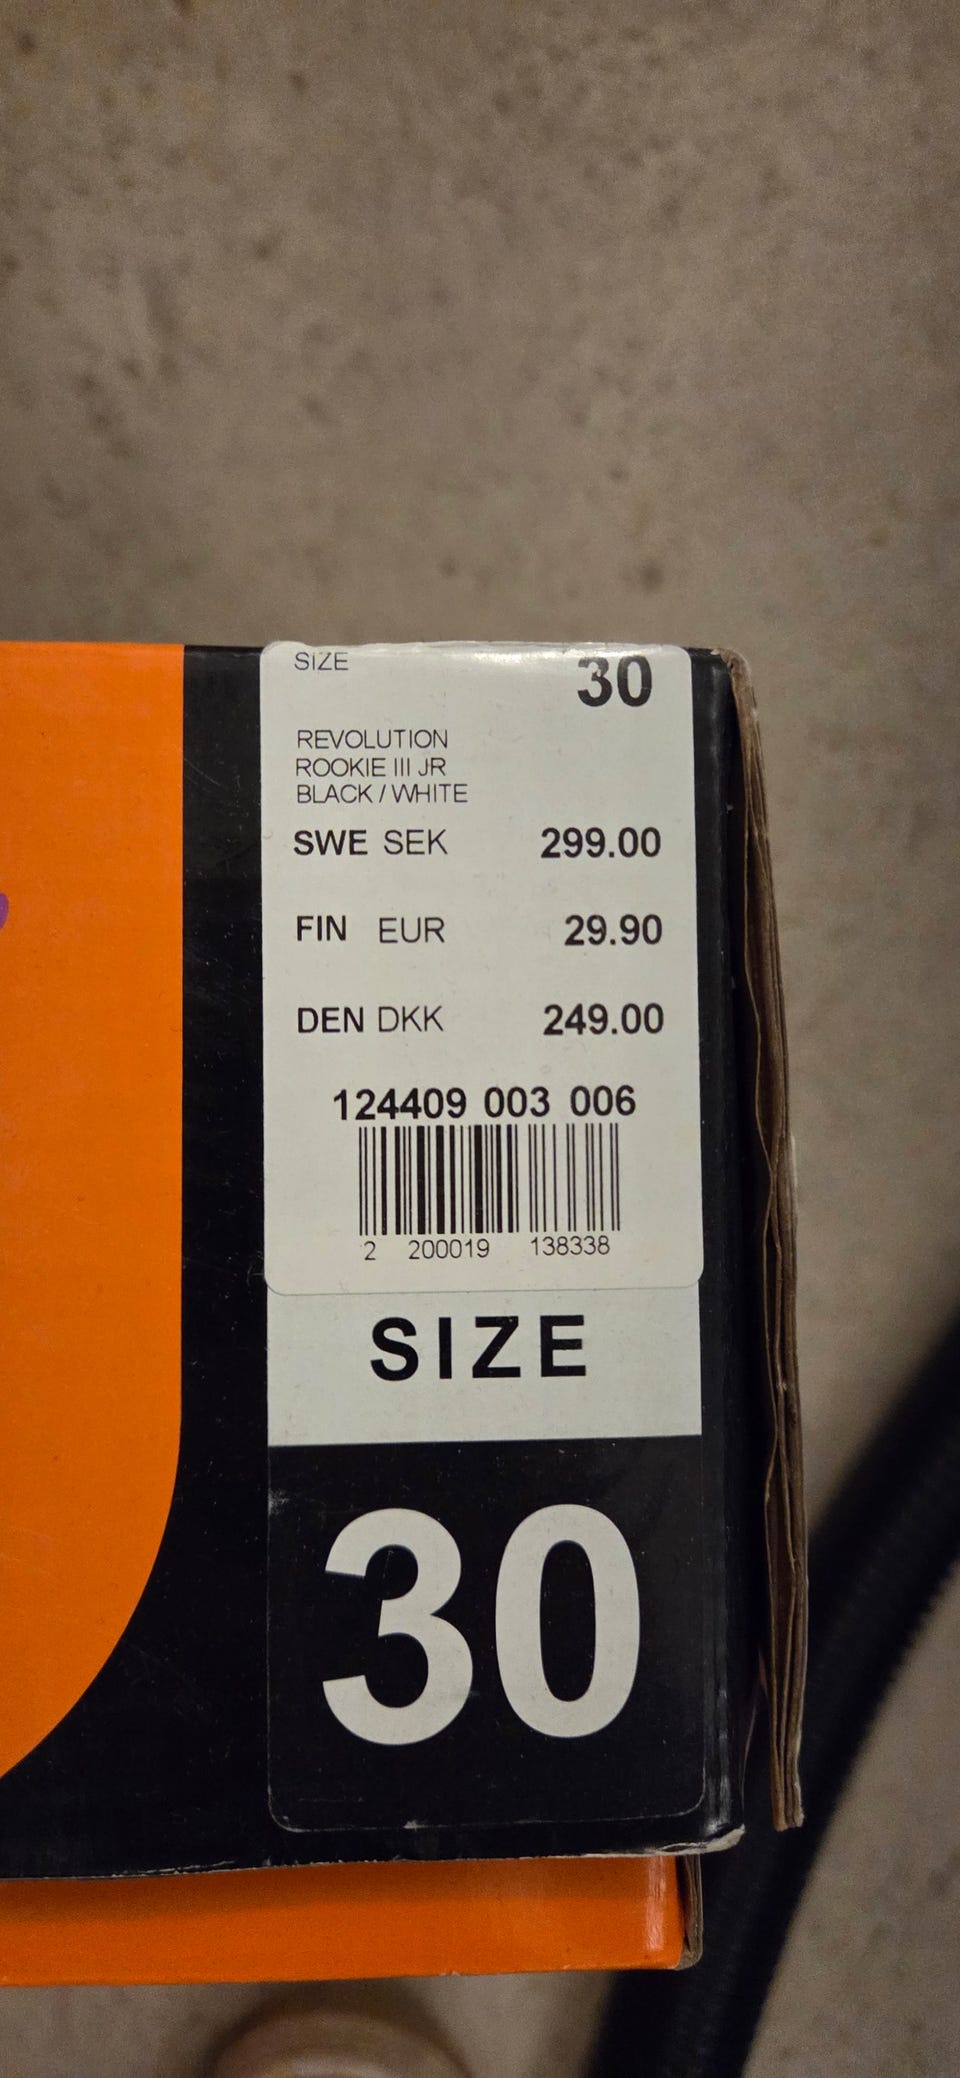 SIZE 30
REVOLUTION
ROOKIE III JR
BLACK / WHITE
SWE SEK 299.00
FIN EUR 29.90
DEN DKK 249.00
124409 003 006
2 200019 138338
SIZE
30